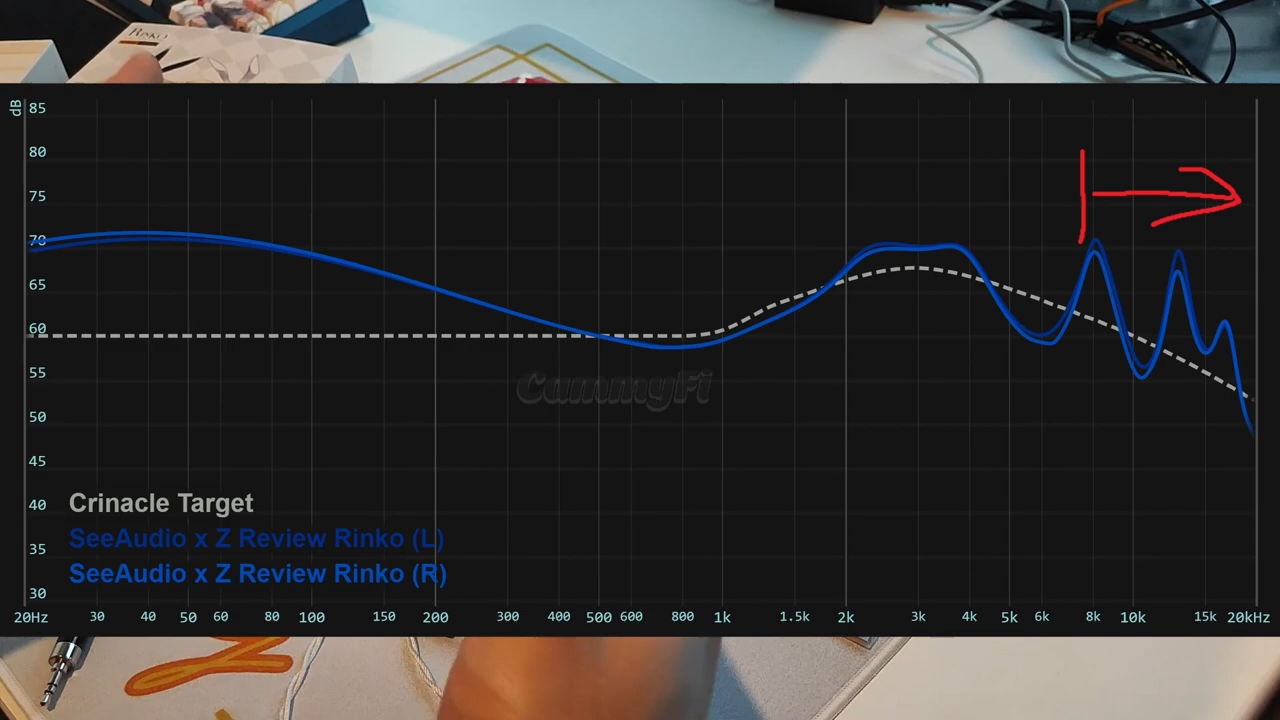 RINKO
dB
85
80
75
70
65
60
55
50
45
40
35
30
CammyFi
Crinacle Target
SeeAudio x Z Review Rinko (L)
SeeAudio x Z Review Rinko (R)
20Hz 30 40 50 60 80 100 150 200 300 400 500 600 800 1k 1.5k 2k 3k 4k 5k 6k 8k 10k 15k 20kHz